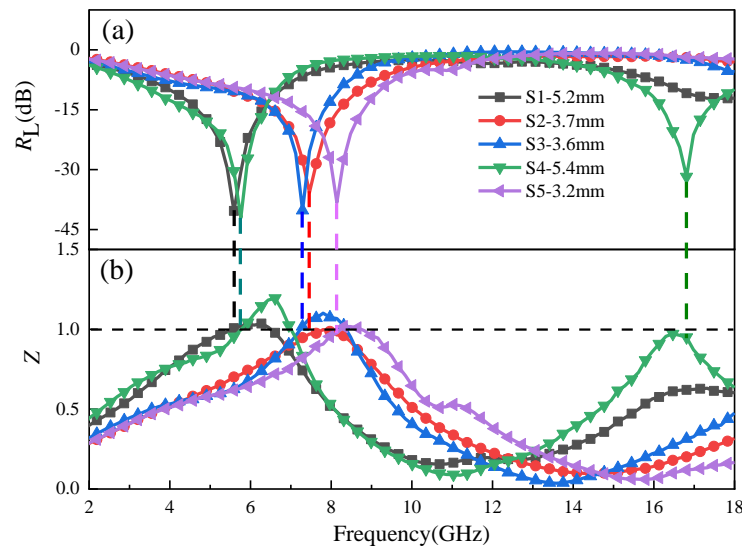 (a)
R_L(dB)
0
-15
-30
-45
S1-5.2mm
S2-3.7mm
S3-3.6mm
S4-5.4mm
S5-3.2mm
(b)
Z
1.5
1.0
0.5
0.0
2 4 6 8 10 12 14 16 18
Frequency(GHz)